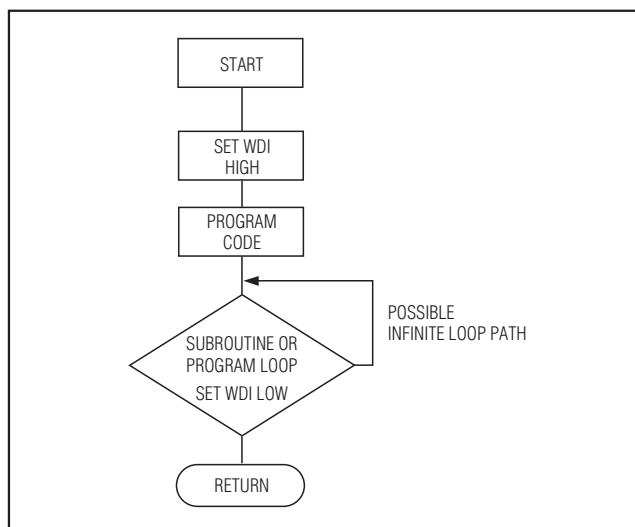 START
SET WDI
HIGH
PROGRAM
CODE
POSSIBLE
INFINITE LOOP PATH
SUBROUTINE OR
PROGRAM LOOP
SET WDI LOW
RETURN